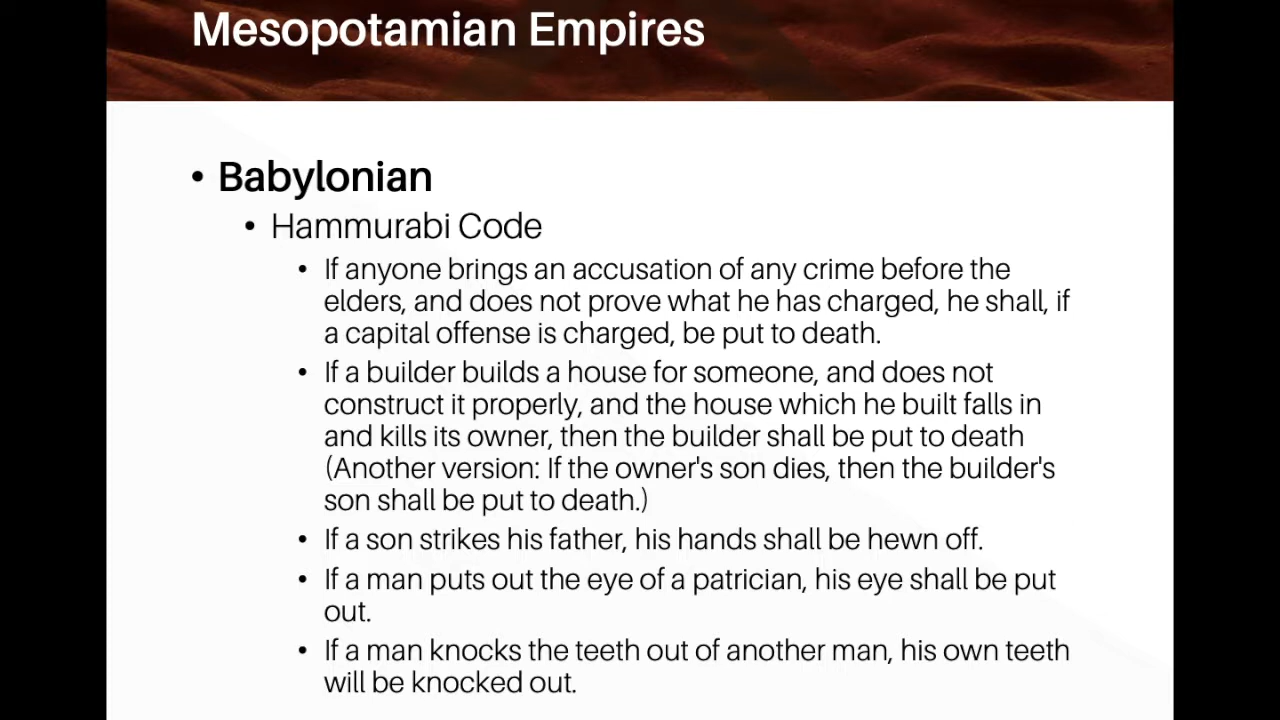 Mesopotamian Empires
• Babylonian
• Hammurabi Code
• If anyone brings an accusation of any crime before the
elders, and does not prove what he has charged, he shall, if
a capital offense is charged, be put to death.
• If a builder builds a house for someone, and does not
construct it properly, and the house which he built falls in
and kills its owner, then the builder shall be put to death
(Another version: If the owner's son dies, then the builder's
son shall be put to death.)
• If a son strikes his father, his hands shall be hewn off.
• If a man puts out the eye of a patrician, his eye shall be put
out.
• If a man knocks the teeth out of another man, his own teeth
will be knocked out.